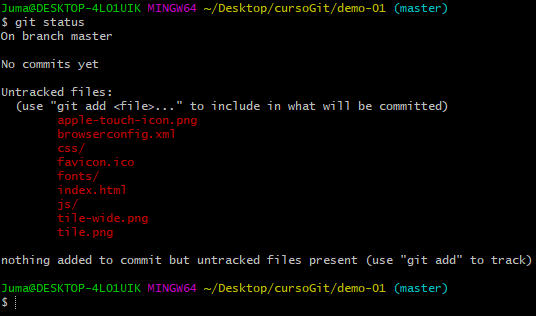 Juma@DESKTOP-4LO1UIK MINGW64 ~/Desktop/cursoGit/demo-01 (master)
$ git status
On branch master
No commits yet
Untracked files:
(use "git add <file>..." to include in what will be committed)
apple-touch-icon.png
browserconfig.xml
css/
favicon.ico
fonts/
index.html
js/
tile-wide.png
tile.png
nothing added to commit but untracked files present (use "git add" to track)
Juma@DESKTOP-4LO1UIK MINGW64 ~/Desktop/cursoGit/demo-01 (master)
$